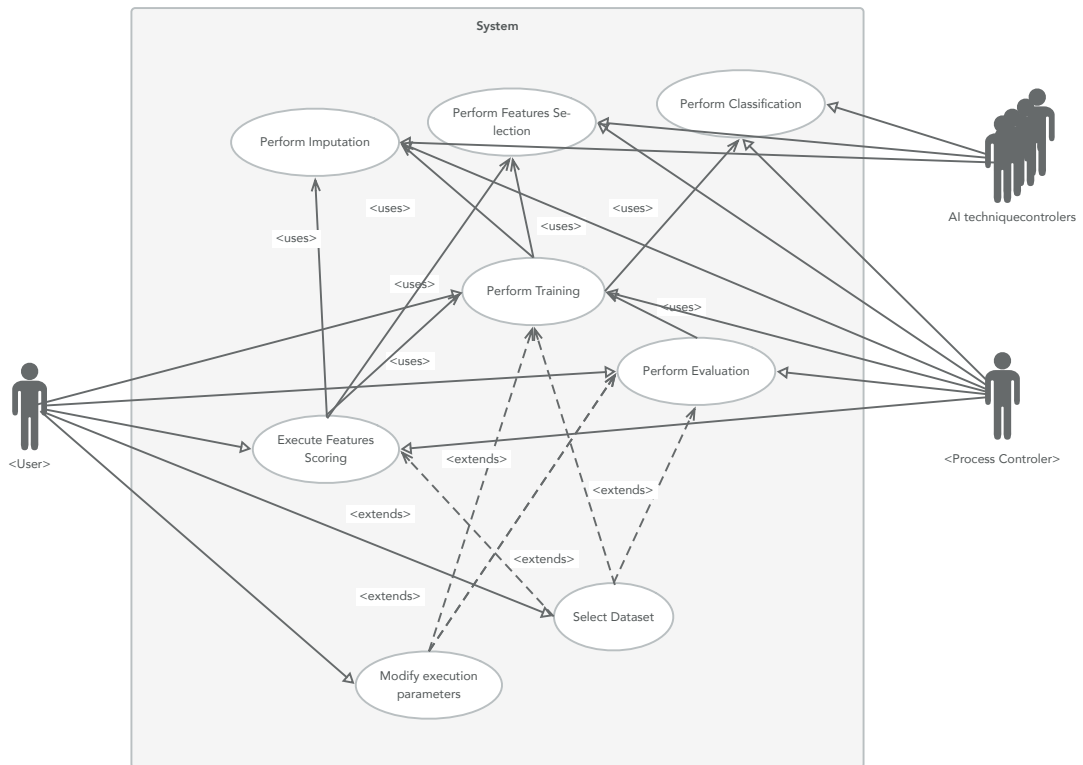 System
Perform Classification
Perform Features Se-
lection
Perform Imputation
AI techniquecontrolers
<uses>
<uses>
<uses>
<uses>
<uses>
Perform Training
<uses>
<uses>
Perform Evaluation
Execute Features
Scoring
<User>
<Process Controler>
<extends>
<extends>
<extends>
<extends>
<extends>
Select Dataset
Modify execution
parameters